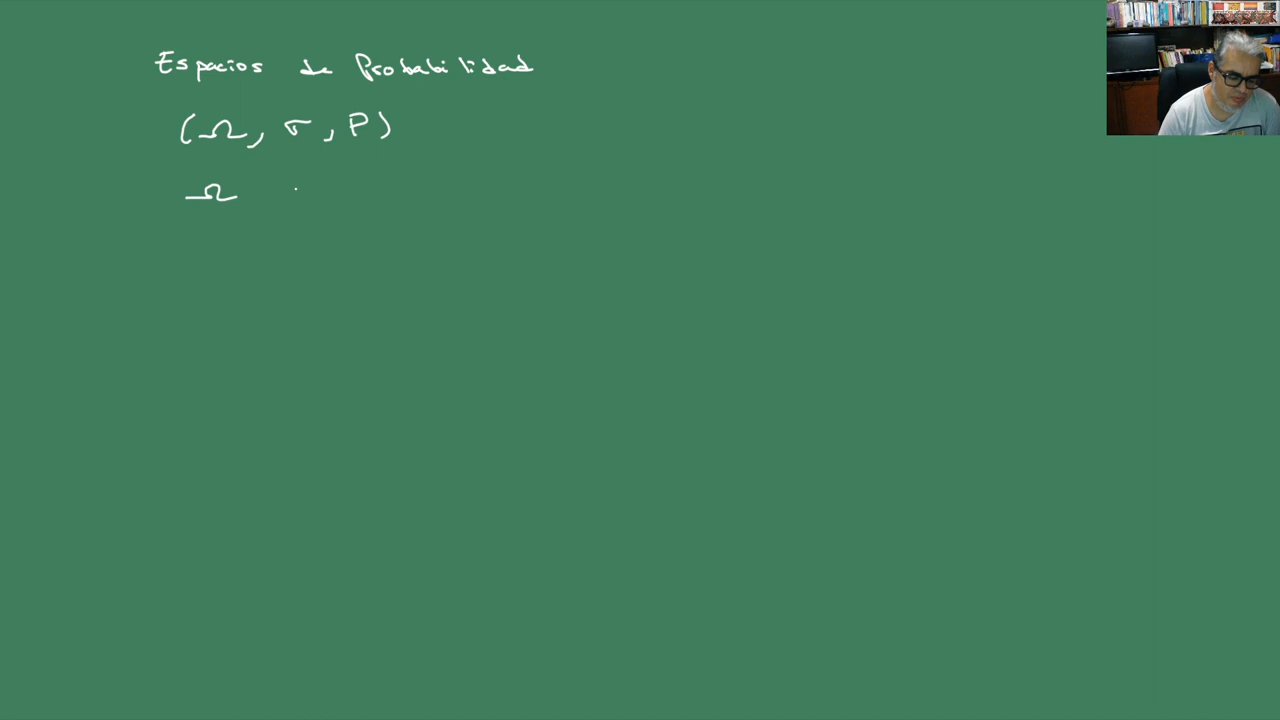 Espacios de Probabilidad
(Ω, σ, P)
Ω